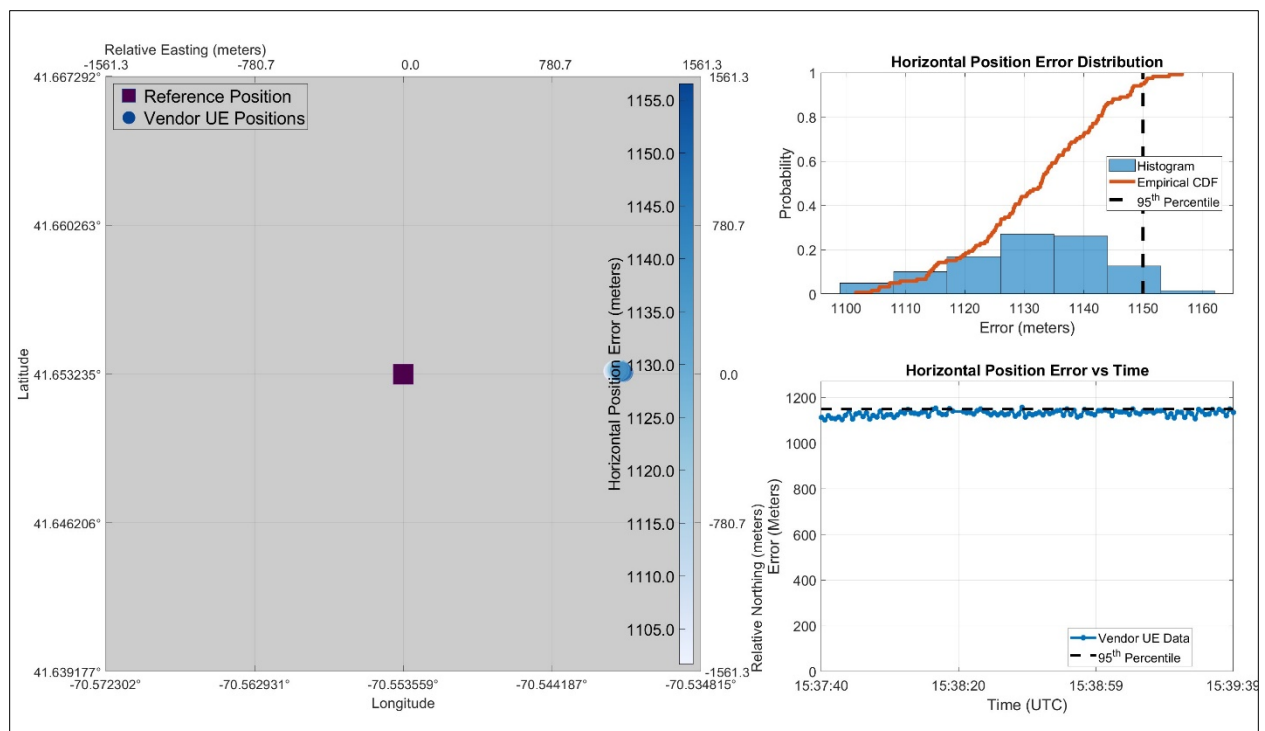 Relative Easting (meters)
-1561.3 -780.7 0.0 780.7 1561.3
41.667292° 1561.3
Reference Position
Vendor UE Positions
41.660263° 780.7
Latitude
41.653235° 0.0
41.646206° -780.7
41.639177° -1561.3
-70.572302° -70.562931° -70.553559° -70.544187° -70.534815°
Longitude
Relative Northing (meters)
Horizontal Position Error (meters)
1155.0
1150.0
1145.0
1140.0
1135.0
1130.0
1125.0
1120.0
1115.0
1110.0
1105.0
Horizontal Position Error Distribution
Probability
1
0.8
0.6
0.4
0.2
0
Histogram
Empirical CDF
95th Percentile
1100 1110 1120 1130 1140 1150 1160
Error (meters)
Horizontal Position Error vs Time
Error (Meters)
1200
1000
800
600
400
200
0
Vendor UE Data
95th Percentile
15:37:40 15:38:20 15:38:59 15:39:39
Time (UTC)